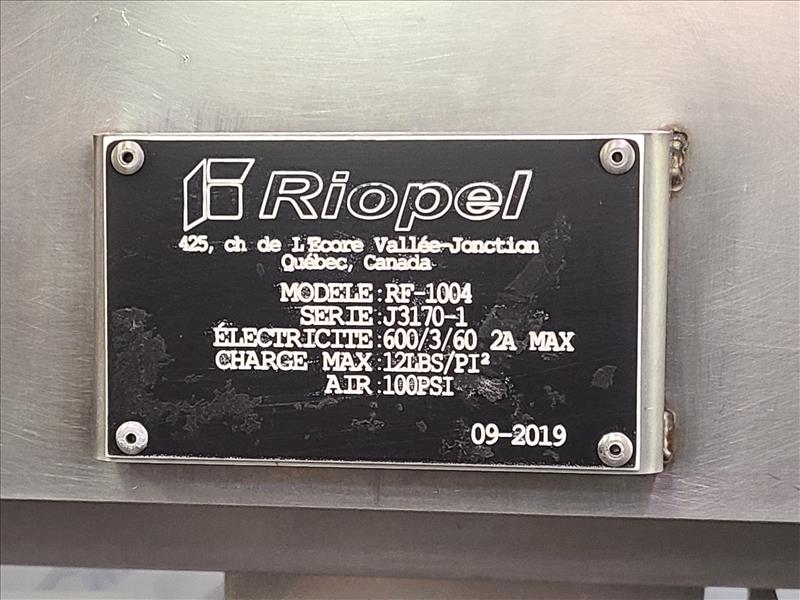 Riopel
425, ch de L'Ecore Vallée-Jonction
Québec, Canada
MODELE:RF-1004
SERIE:J3170-1
ÉLECTRICITE:600/3/60 2A MAX
CHARGE MAX:12LBS/PI²
AIR:100PSI
09-2019